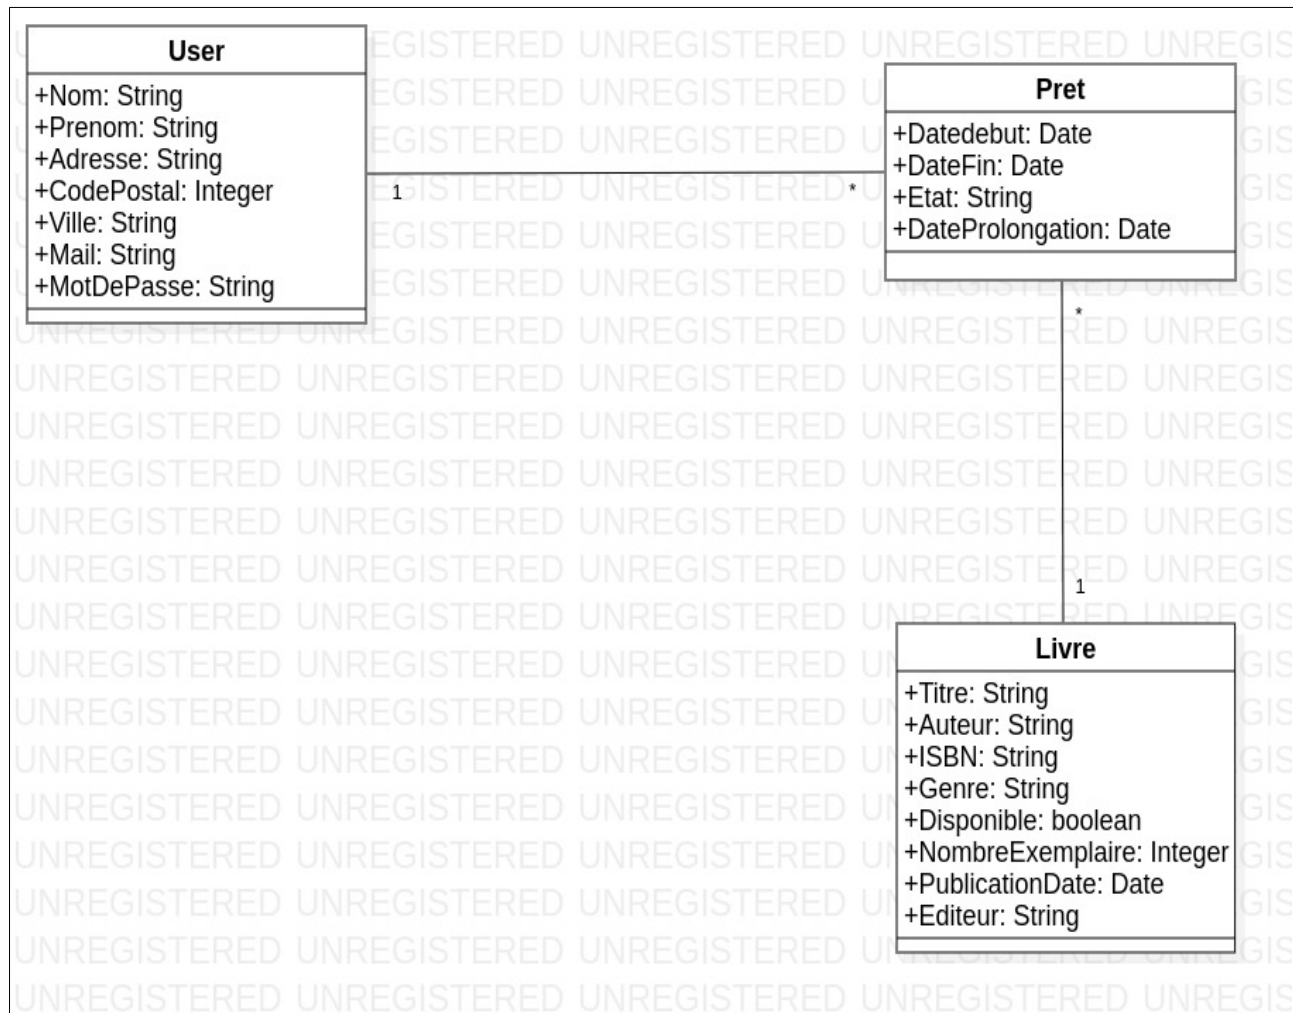 User
+Nom: String
+Prenom: String
+Adresse: String
+CodePostal: Integer
+Ville: String
+Mail: String
+MotDePasse: String
1
*
Pret
+Datedebut: Date
+DateFin: Date
+Etat: String
+DateProlongation: Date
*
1
Livre
+Titre: String
+Auteur: String
+ISBN: String
+Genre: String
+Disponible: boolean
+NombreExemplaire: Integer
+PublicationDate: Date
+Editeur: String
UNREGISTERED UNREGISTERED UNREGISTERED UNREGISTERED